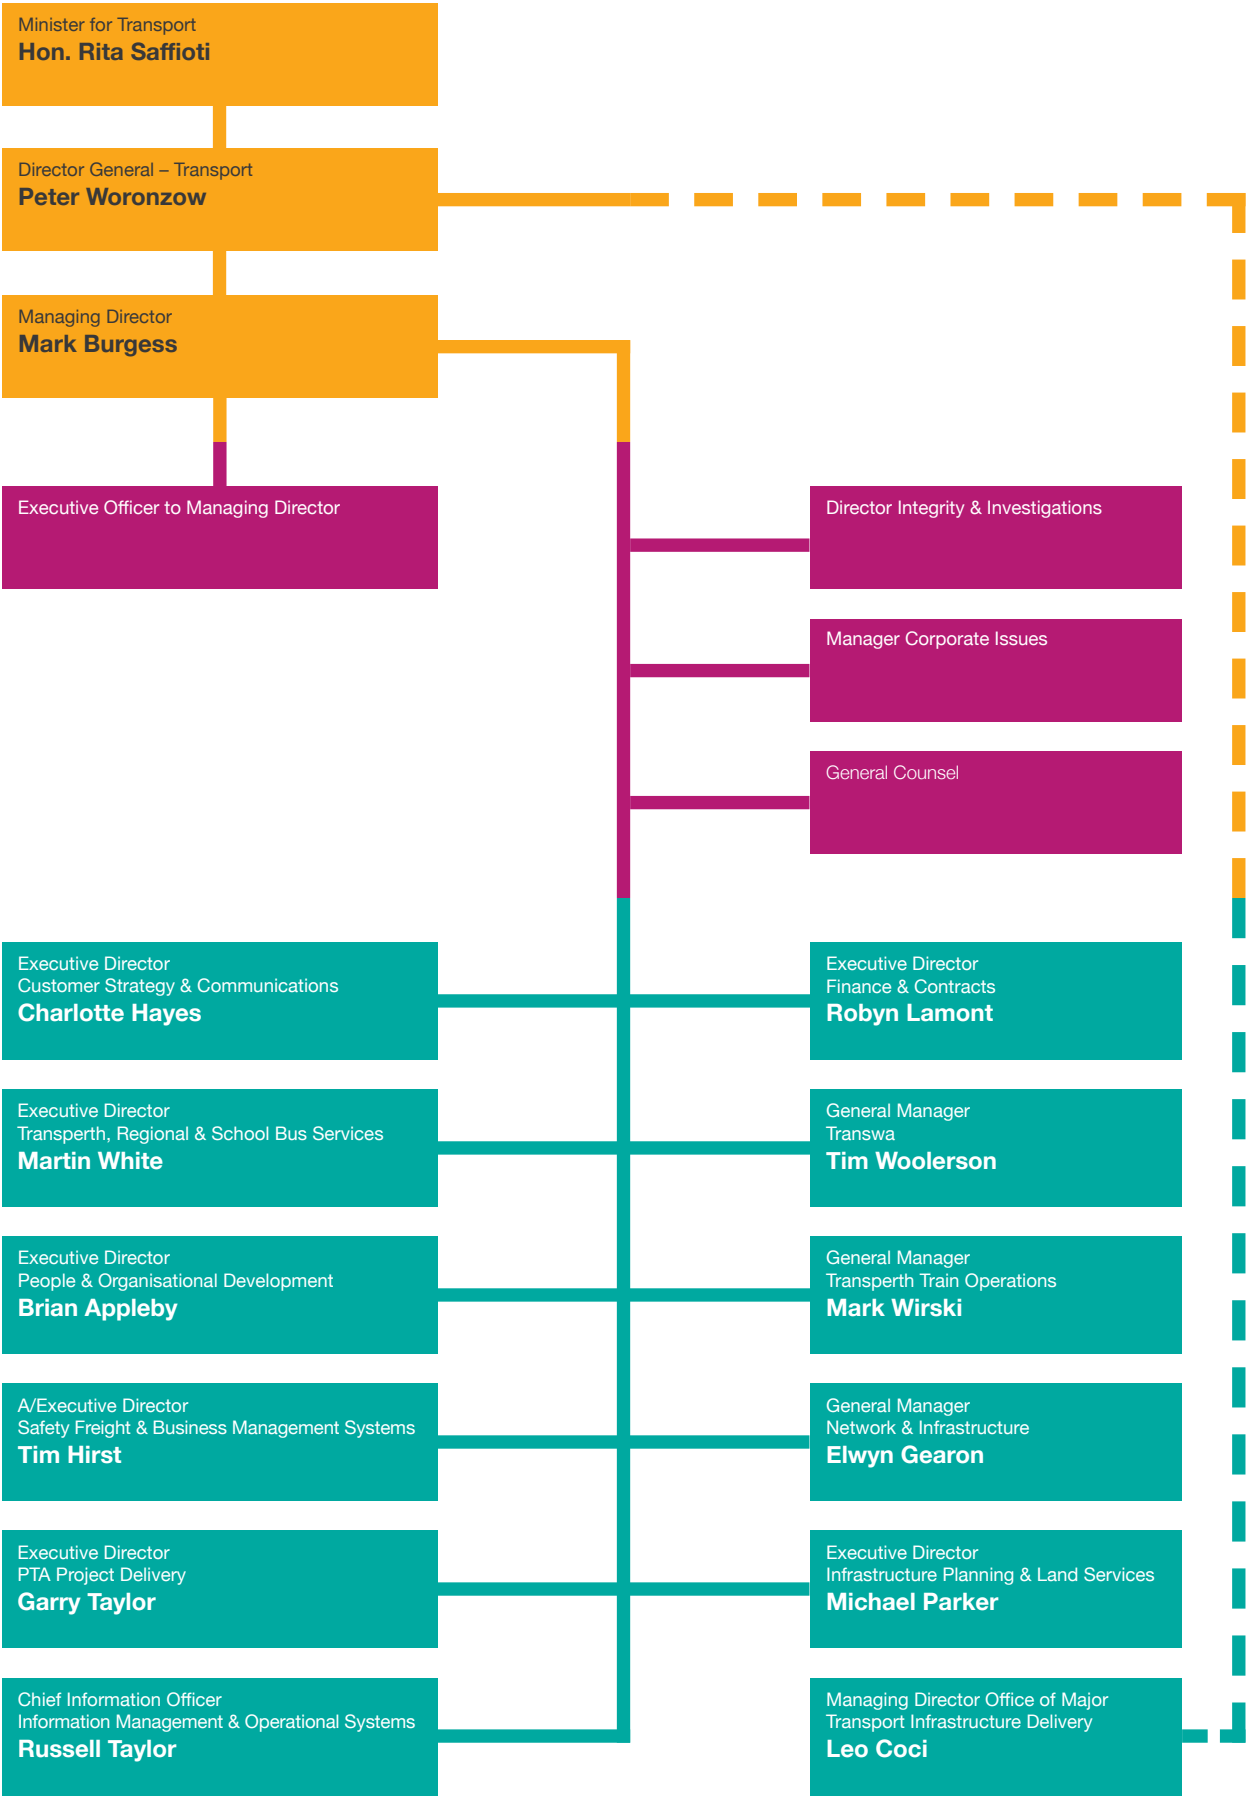 Minister for Transport
Hon. Rita Saffioti
Director General – Transport
Peter Woronzow
Managing Director
Mark Burgess
Executive Officer to Managing Director
Director Integrity & Investigations
Manager Corporate Issues
General Counsel
Executive Director
Customer Strategy & Communications
Charlotte Hayes
Executive Director
Finance & Contracts
Robyn Lamont
Executive Director
Transperth, Regional & School Bus Services
Martin White
General Manager
Transwa
Tim Woolerson
Executive Director
People & Organisational Development
Brian Appleby
General Manager
Transperth Train Operations
Mark Wirski
A/Executive Director
Safety Freight & Business Management Systems
Tim Hirst
General Manager
Network & Infrastructure
Elwyn Gearon
Executive Director
PTA Project Delivery
Garry Taylor
Executive Director
Infrastructure Planning & Land Services
Michael Parker
Chief Information Officer
Information Management & Operational Systems
Russell Taylor
Managing Director Office of Major
Transport Infrastructure Delivery
Leo Coci